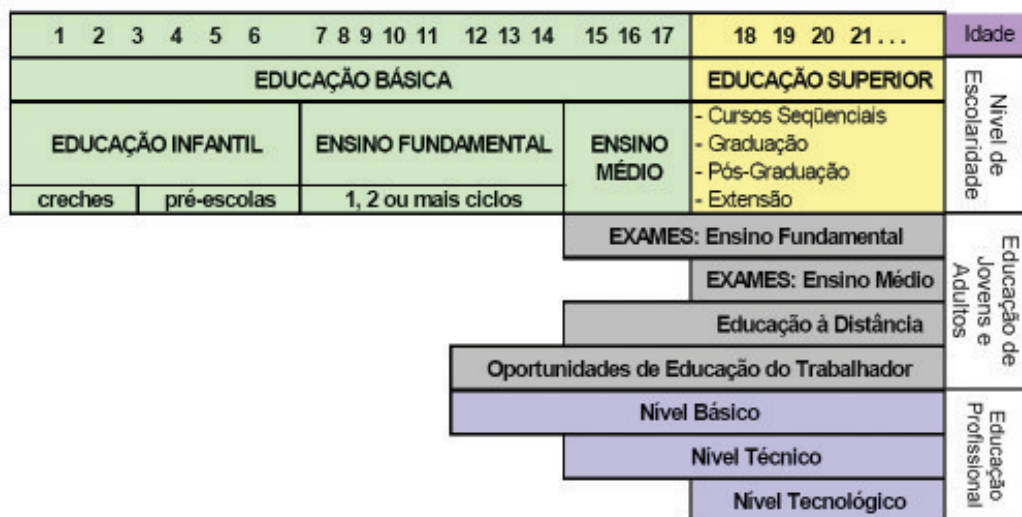 1 2 3 4 5 6 7 8 9 10 11 12 13 14 15 16 17 18 19 20 21 . . . Idade
EDUCAÇÃO BÁSICA
EDUCAÇÃO SUPERIOR
Nível de
Escolaridade
EDUCAÇÃO INFANTIL
ENSINO FUNDAMENTAL
ENSINO
MÉDIO
- Cursos Seqüenciais
- Graduação
- Pós-Graduação
- Extensão
creches
pré-escolas
1, 2 ou mais ciclos
EXAMES: Ensino Fundamental
EXAMES: Ensino Médio
Educação à Distância
Oportunidades de Educação do Trabalhador
Educação de
Jovens e
Adultos
Nível Básico
Nível Técnico
Nível Tecnológico
Educação
Profissional